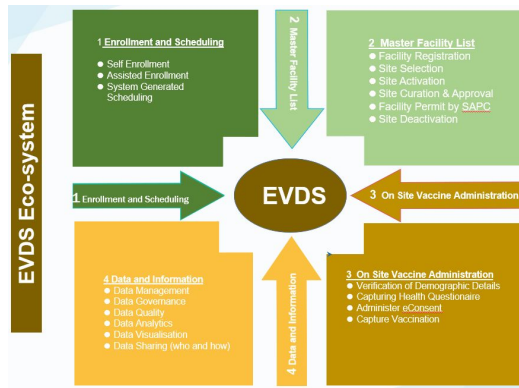 EVDS Eco-system
1 Enrollment and Scheduling
● Self Enrollment
● Assisted Enrollment
● System Generated
Scheduling
2 Master Facility List
2 Master Facility List
● Facility Registration
● Site Selection
● Site Activation
● Site Curation & Approval
● Facility Permit by SAPC
● Site Deactivation
1 Enrollment and Scheduling
EVDS
3 On Site Vaccine Administration
4 Data and Information
● Data Management
● Data Governance
● Data Quality
● Data Analytics
● Data Visualisation
● Data Sharing (who and how)
4 Data and Information
3 On Site Vaccine Administration
● Verification of Demographic Details
● Capturing Health Questionaire
● Administer eConsent
● Capture Vaccination